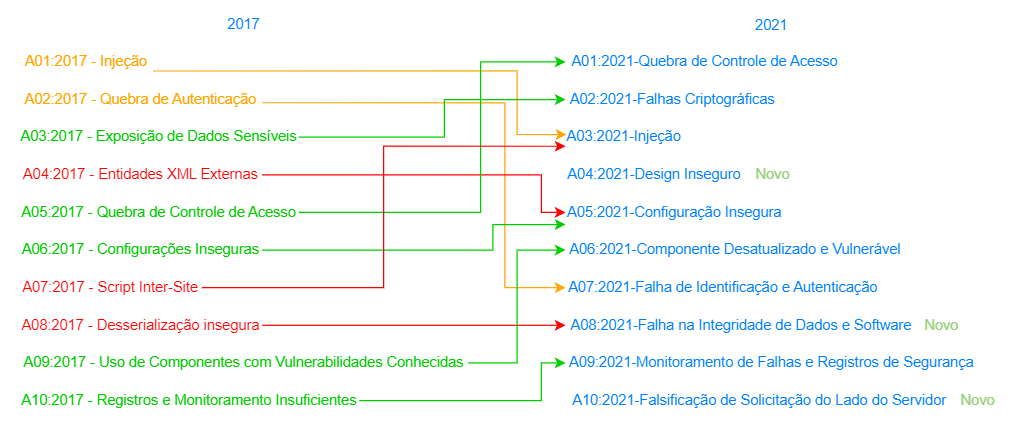 2017
2021
A01:2017 - Injeção
A01:2021-Quebra de Controle de Acesso
A02:2017 - Quebra de Autenticação
A02:2021-Falhas Criptográficas
A03:2017 - Exposição de Dados Sensíveis
A03:2021-Injeção
A04:2017 - Entidades XML Externas
A04:2021-Design Inseguro Novo
A05:2017 - Quebra de Controle de Acesso
A05:2021-Configuração Insegura
A06:2017 - Configurações Inseguras
A06:2021-Componente Desatualizado e Vulnerável
A07:2017 - Script Inter-Site
A07:2021-Falha de Identificação e Autenticação
A08:2017 - Desserialização insegura
A08:2021-Falha na Integridade de Dados e Software Novo
A09:2017 - Uso de Componentes com Vulnerabilidades Conhecidas
A09:2021-Monitoramento de Falhas e Registros de Segurança
A10:2017 - Registros e Monitoramento Insuficientes
A10:2021-Falsificação de Solicitação do Lado do Servidor Novo